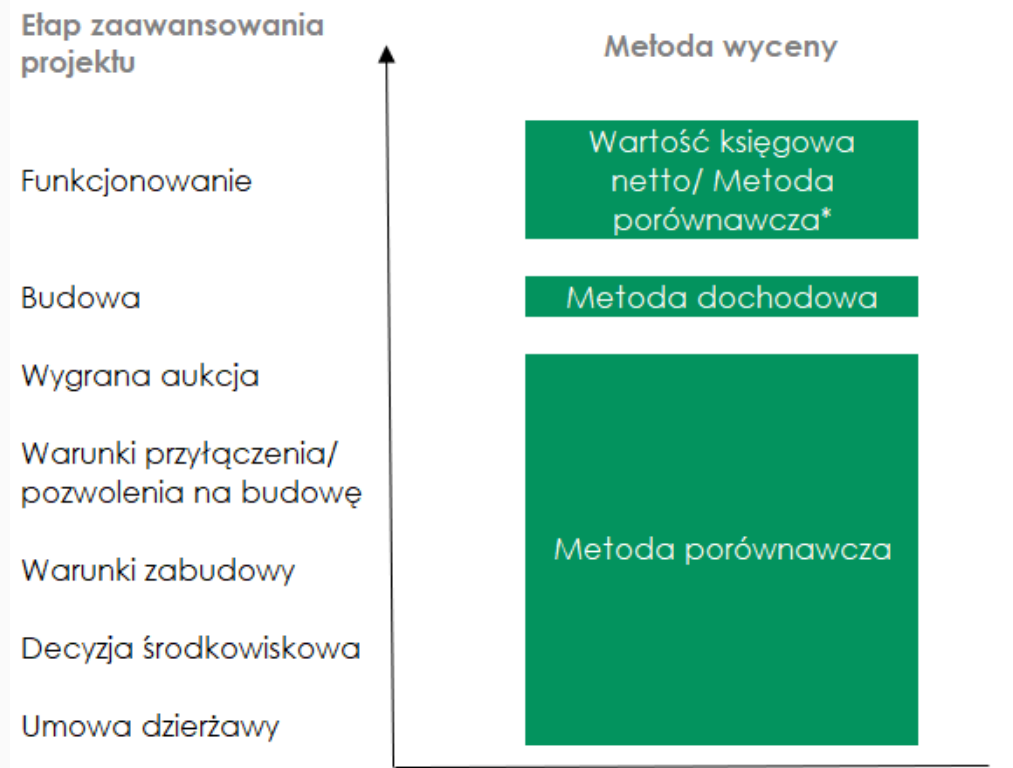 Etap zaawansowania
projektu
Metoda wyceny
Funkcjonowanie
Wartość księgowa
netto/ Metoda
porównawcza*
Budowa
Metoda dochodowa
Wygrana aukcja
Warunki przyłączenia/
pozwolenia na budowę
Metoda porównawcza
Warunki zabudowy
Decyzja środkowiskowa
Umowa dzierżawy